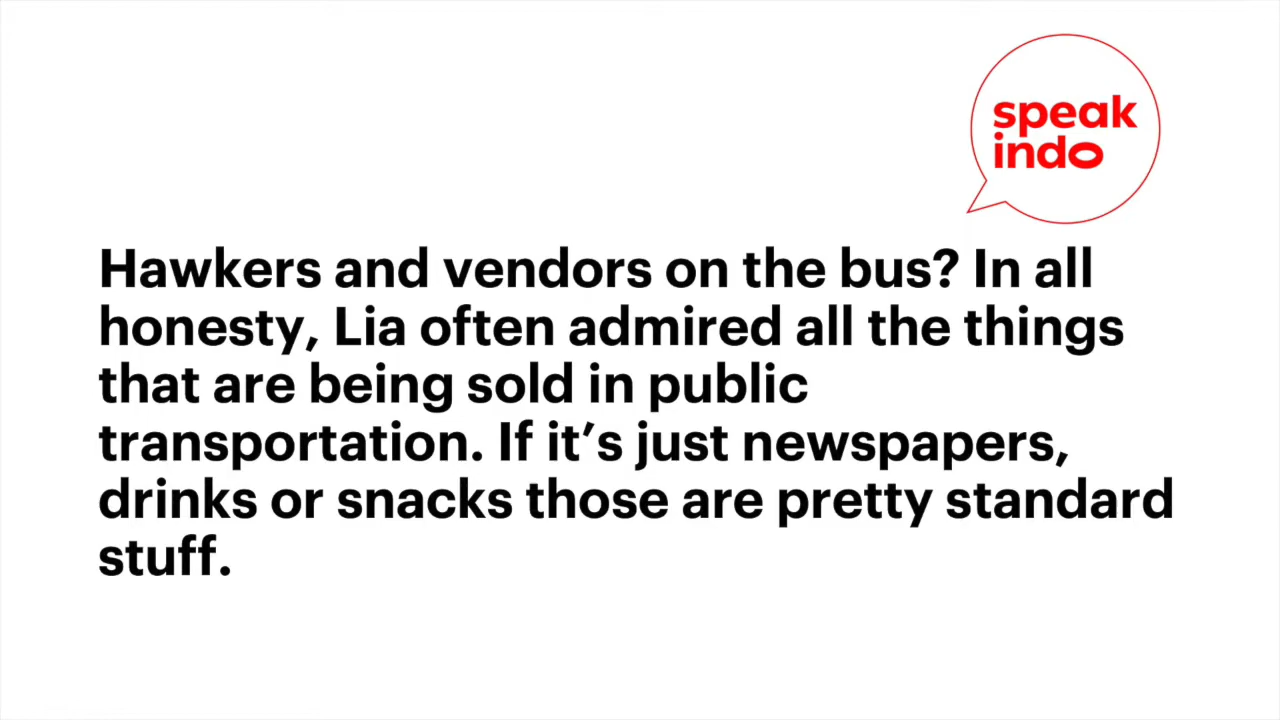 speak
indo
Hawkers and vendors on the bus? In all
honesty, Lia often admired all the things
that are being sold in public
transportation. If it’s just newspapers,
drinks or snacks those are pretty standard
stuff.